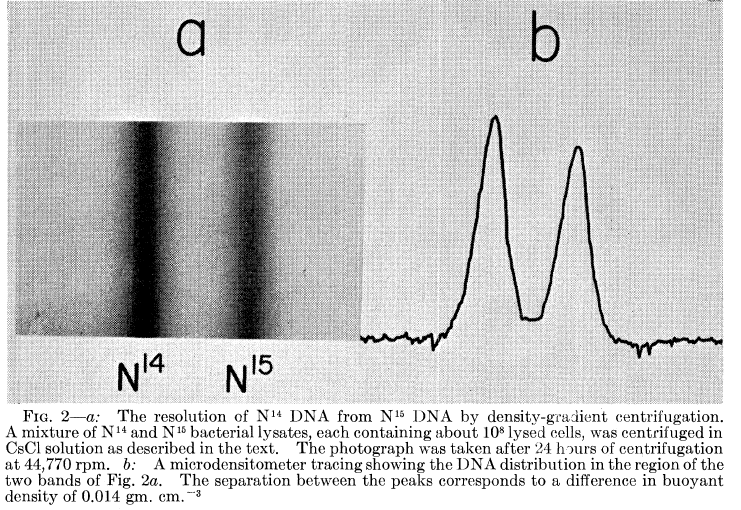 a b
N14 N15
FIG. 2—a: The resolution of N14 DNA from N15 DNA by density-gradient centrifugation.
A mixture of N14 and N15 bacterial lysates, each containing about 10⁸ lysed cells, was centrifuged in
CsCl solution as described in the text. The photograph was taken after 24 hours of centrifugation
at 44,770 rpm. b: A microdensitometer tracing showing the DNA distribution in the region of the
two bands of Fig. 2a. The separation between the peaks corresponds to a difference in buoyant
density of 0.014 gm. cm.⁻³